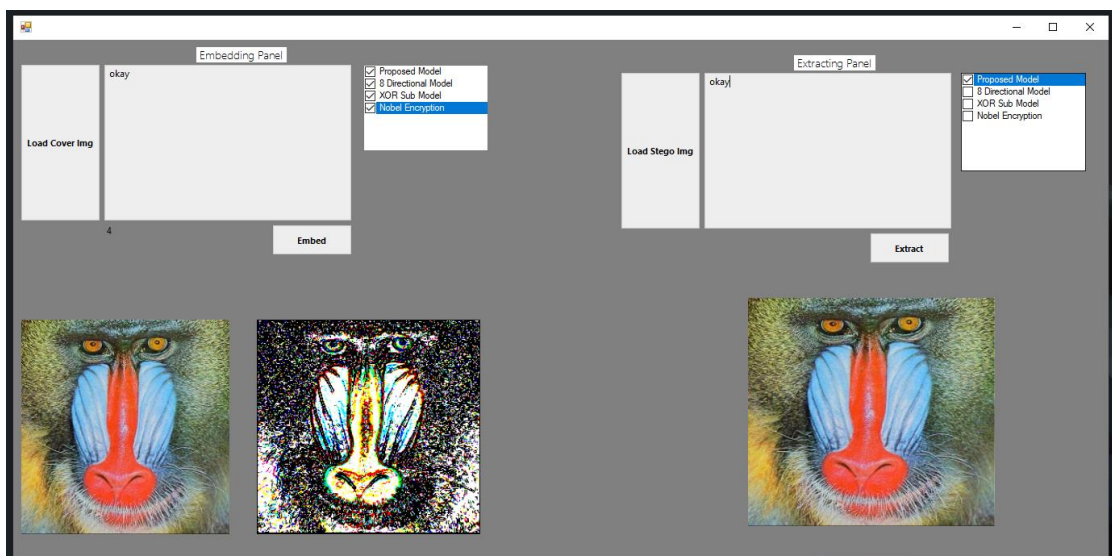 Embedding Panel
Load Cover Img
okay
Proposed Model
8 Directional Model
XOR Sub Model
Nobel Encryption
4
Embed
Extracting Panel
Load Stego Img
okay
Proposed Model
8 Directional Model
XOR Sub Model
Nobel Encryption
Extract